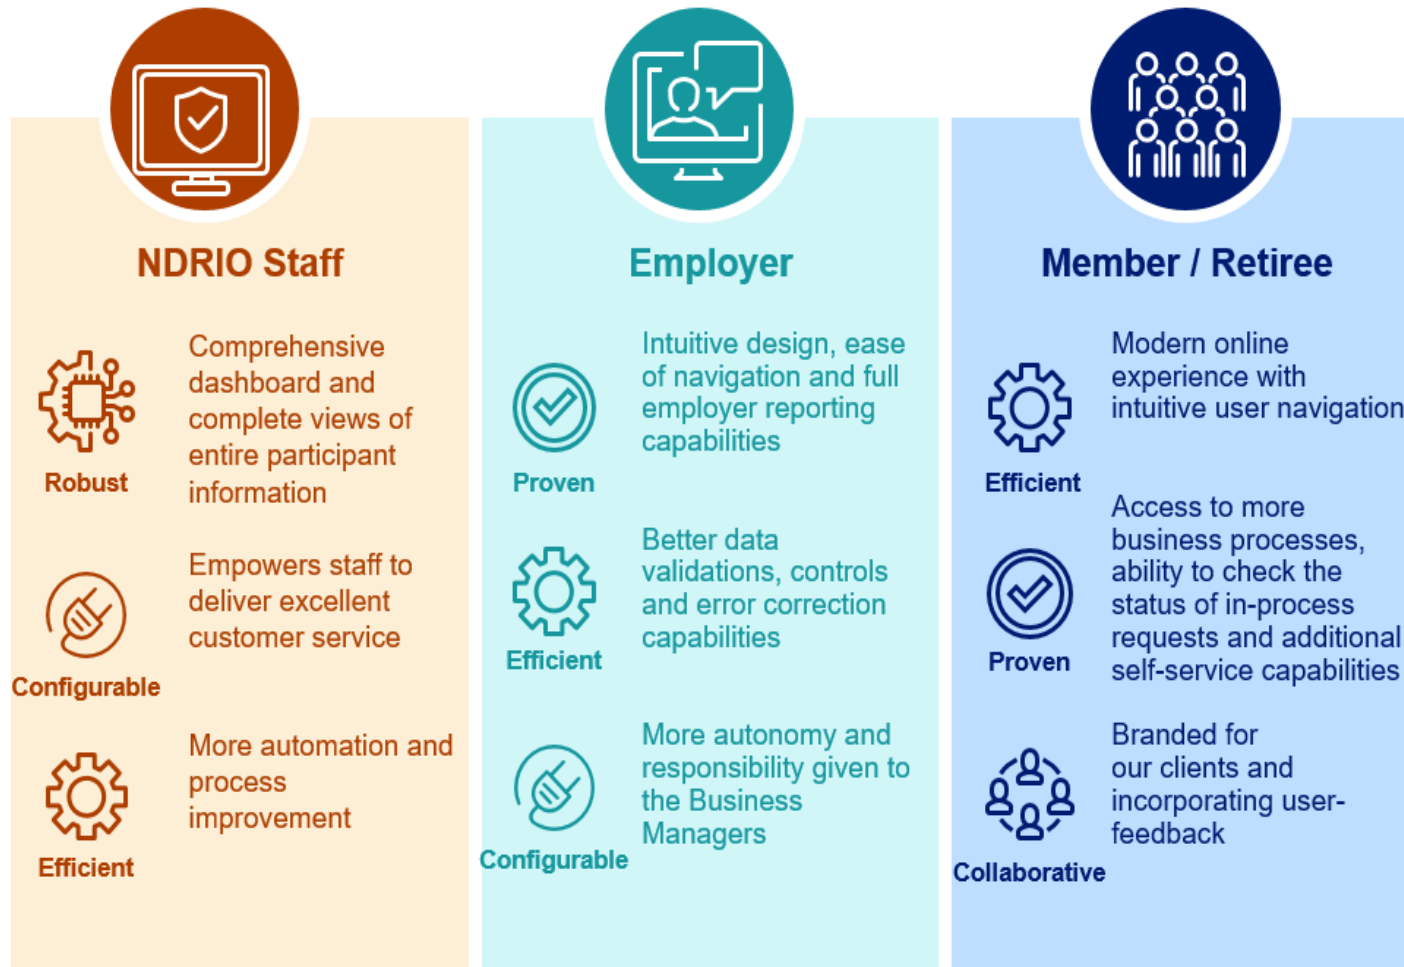 NDRIO Staff
Comprehensive
dashboard and
complete views of
entire participant
information
Robust
Empowers staff to
deliver excellent
customer service
Configurable
More automation and
process
improvement
Efficient
Employer
Intuitive design, ease
of navigation and full
employer reporting
capabilities
Proven
Better data
validations, controls
and error correction
capabilities
Efficient
More autonomy and
responsibility given to
the Business
Managers
Configurable
Member / Retiree
Modern online
experience with
intuitive user navigation
Efficient
Access to more
business processes,
ability to check the
status of in-process
requests and additional
self-service capabilities
Proven
Branded for
our clients and
incorporating user-
feedback
Collaborative